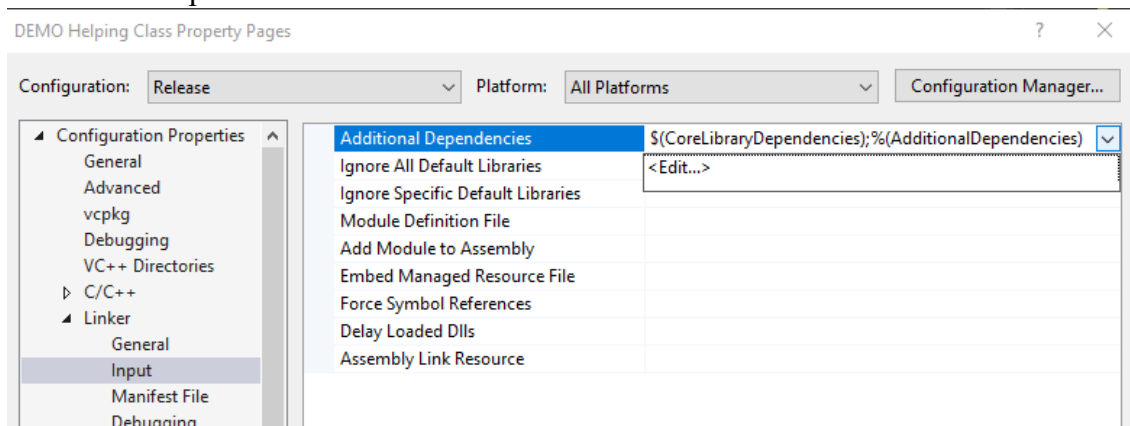 DEMO Helping Class Property Pages ? ×
Configuration: Release Platform: All Platforms Configuration Manager...
Configuration Properties
General
Advanced
vcpkg
Debugging
VC++ Directories
C/C++
Linker
General
Input
Manifest File
Debugging
Additional Dependencies $(CoreLibraryDependencies);%(AdditionalDependencies)
Ignore All Default Libraries <Edit...>
Ignore Specific Default Libraries
Module Definition File
Add Module to Assembly
Embed Managed Resource File
Force Symbol References
Delay Loaded Dlls
Assembly Link Resource